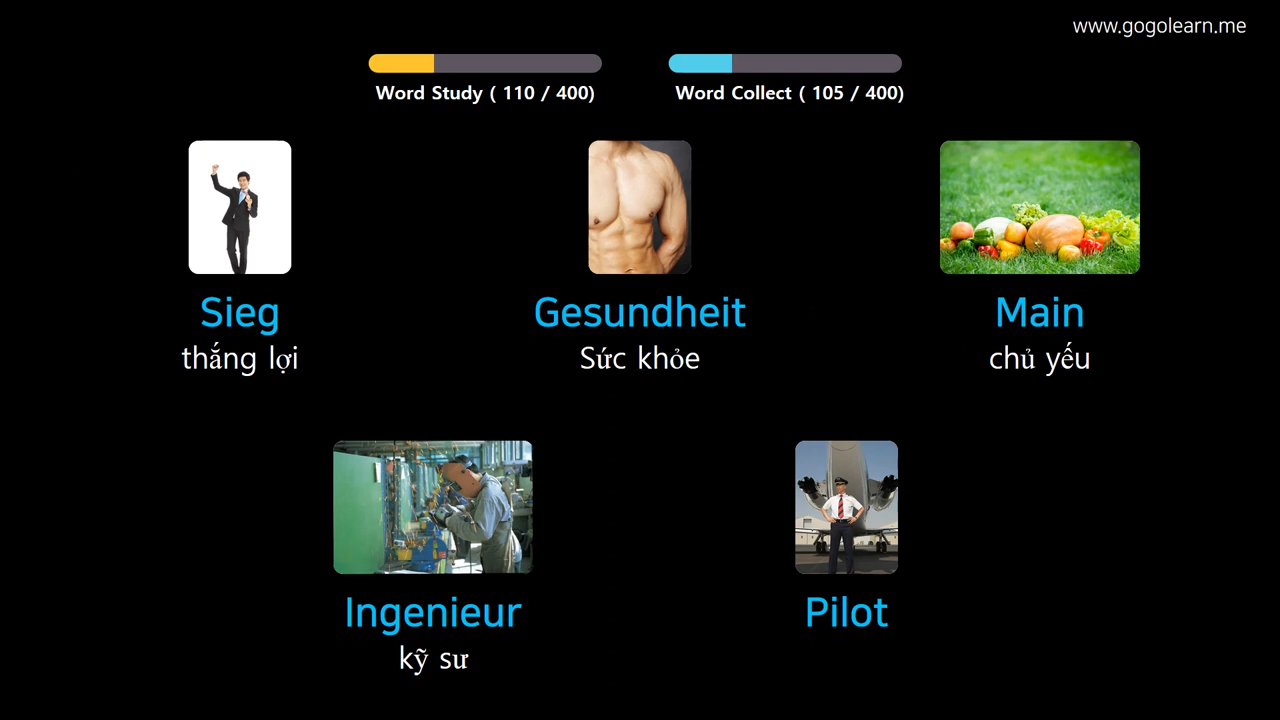 www.gogolearn.me
Word Study ( 110 / 400)
Word Collect ( 105 / 400)
Sieg
thắng lợi
Gesundheit
Sức khỏe
Main
chủ yếu
Ingenieur
kỹ sư
Pilot